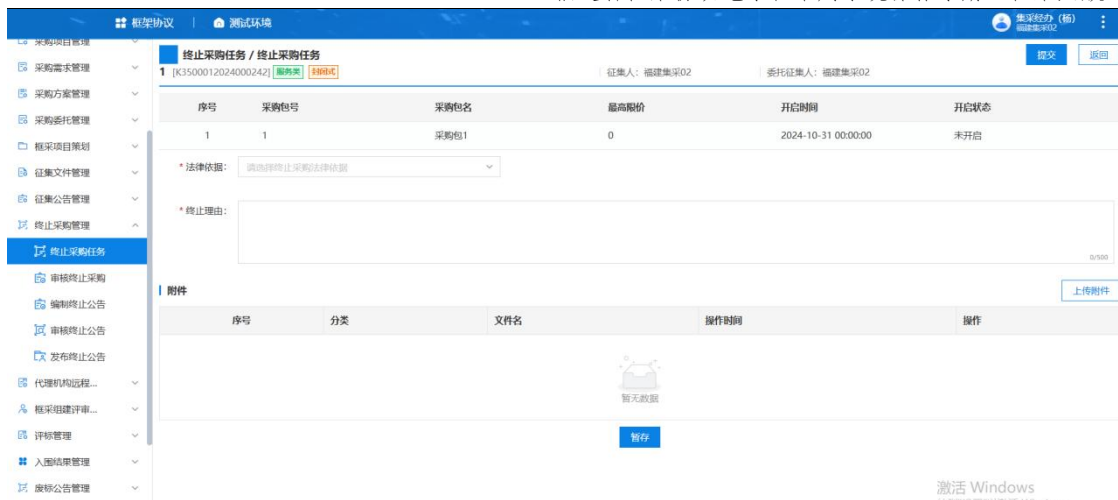 框架协议 测试环境 集采经办（杨）
福建集采02
采购项目管理
采购需求管理
采购方案管理
采购委托管理
框采项目策划
征集文件管理
征集公告管理
终止采购管理
终止采购任务
审核终止采购
编制终止公告
审核终止公告
发布终止公告
代理机构远程...
框采组建评审...
评标管理
入围结果管理
废标公告管理
终止采购任务 / 终止采购任务 提交 返回
1 [K3500012024000242] 服务类 封闭式 征集人：福建集采02 委托征集人：福建集采02
序号 采购包号 采购包名 最高限价 开启时间 开启状态
1 1 采购包1 0 2024-10-31 00:00:00 未开启
* 法律依据： 请选择终止采购法律依据
* 终止理由：
0/500
附件 上传附件
序号 分类 文件名 操作时间 操作
暂无数据
暂存
激活 Windows